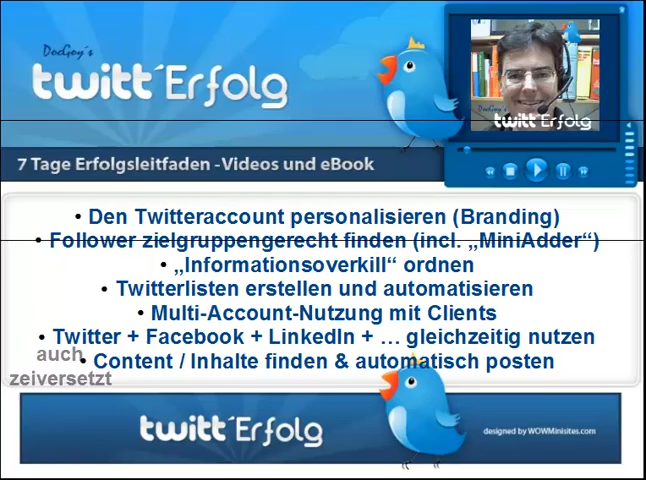 DocGoy´s
twitt´Erfolg
DocGoy´s
twitt´Erfolg
7 Tage Erfolgsleitfaden -Videos und eBook
• Den Twitteraccount personalisieren (Branding)
• Follower zielgruppengerecht finden (incl. „MiniAdder“)
• „Informationsoverkill“ ordnen
• Twitterlisten erstellen und automatisieren
• Multi-Account-Nutzung mit Clients
• Twitter + Facebook + LinkedIn + … gleichzeitig nutzen
• Content / Inhalte finden & automatisch posten
auch
zeiversetzt
twitt´Erfolg
designed by WOWMinisites.com